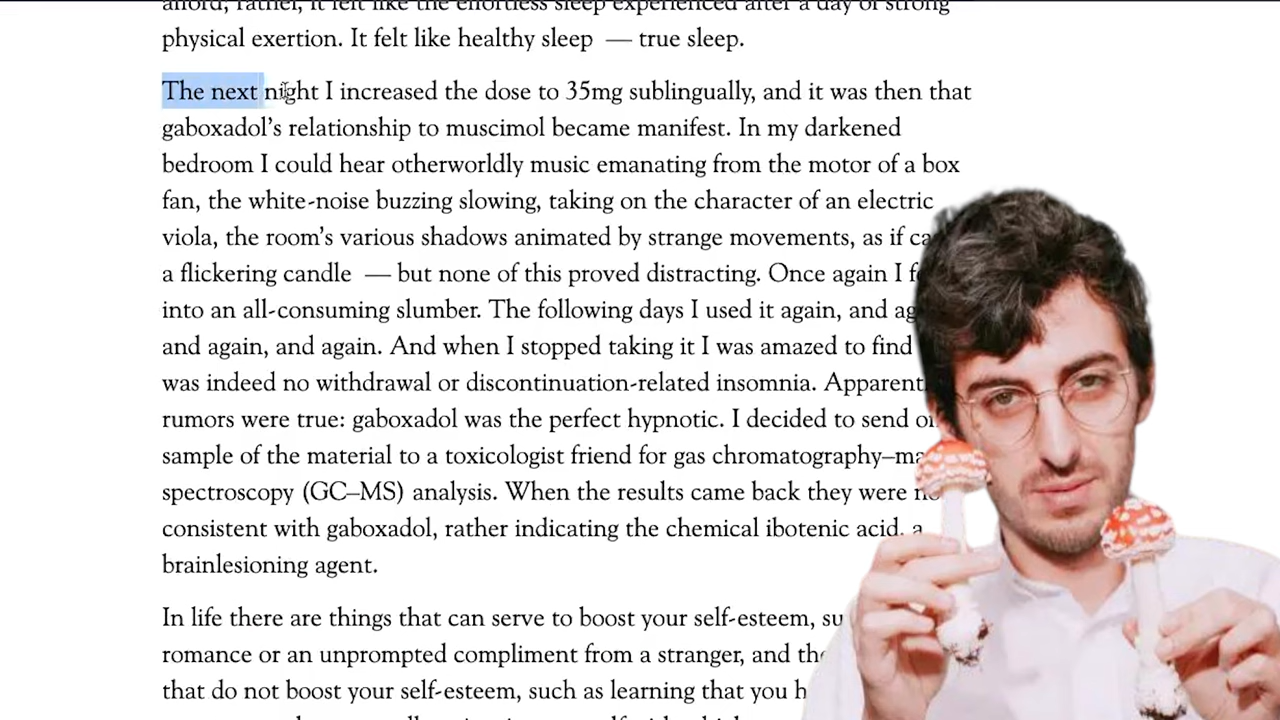 afford; rather, it felt like the effortless sleep experienced after a day of strong
physical exertion. It felt like healthy sleep — true sleep.
The next night I increased the dose to 35mg sublingually, and it was then that
gaboxadol’s relationship to muscimol became manifest. In my darkened
bedroom I could hear otherworldly music emanating from the motor of a box
fan, the white-noise buzzing slowing, taking on the character of an electric
viola, the room’s various shadows animated by strange movements, as if
a flickering candle — but none of this proved distracting. Once again I
into an all-consuming slumber. The following days I used it again, and
and again, and again. And when I stopped taking it I was amazed to find
was indeed no withdrawal or discontinuation-related insomnia.
rumors were true: gaboxadol was the perfect hypnotic. I decided to send
sample of the material to a toxicologist friend for gas
spectroscopy (GC–MS) analysis. When the results came back they were
consistent with gaboxadol, rather indicating the chemical ibotenic acid, a
brainlesioning agent.
In life there are things that can serve to boost your self-esteem,
romance or an unprompted compliment from a stranger, and
that do not boost your self-esteem, such as learning that you